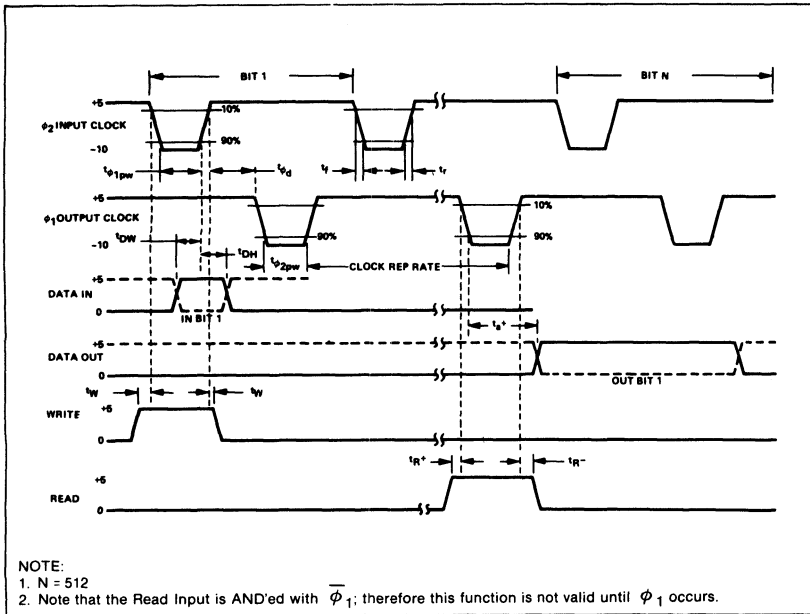 BIT 1
BIT N
+5
10%
ϕ2 INPUT CLOCK
90%
-10
tϕ1pw
tϕd
tf
tr
+5
10%
ϕ1 OUTPUT CLOCK
-10
90%
90%
tDW
tDH
tϕ2pw
CLOCK REP RATE
+5
DATA IN
0
IN BIT 1
ta+
+5
DATA OUT
0
OUT BIT 1
tW
tW
+5
WRITE
0
tR+
tR-
+5
READ
0
NOTE:
1. N = 512
2. Note that the Read Input is AND'ed with ϕ̅1; therefore this function is not valid until ϕ1 occurs.